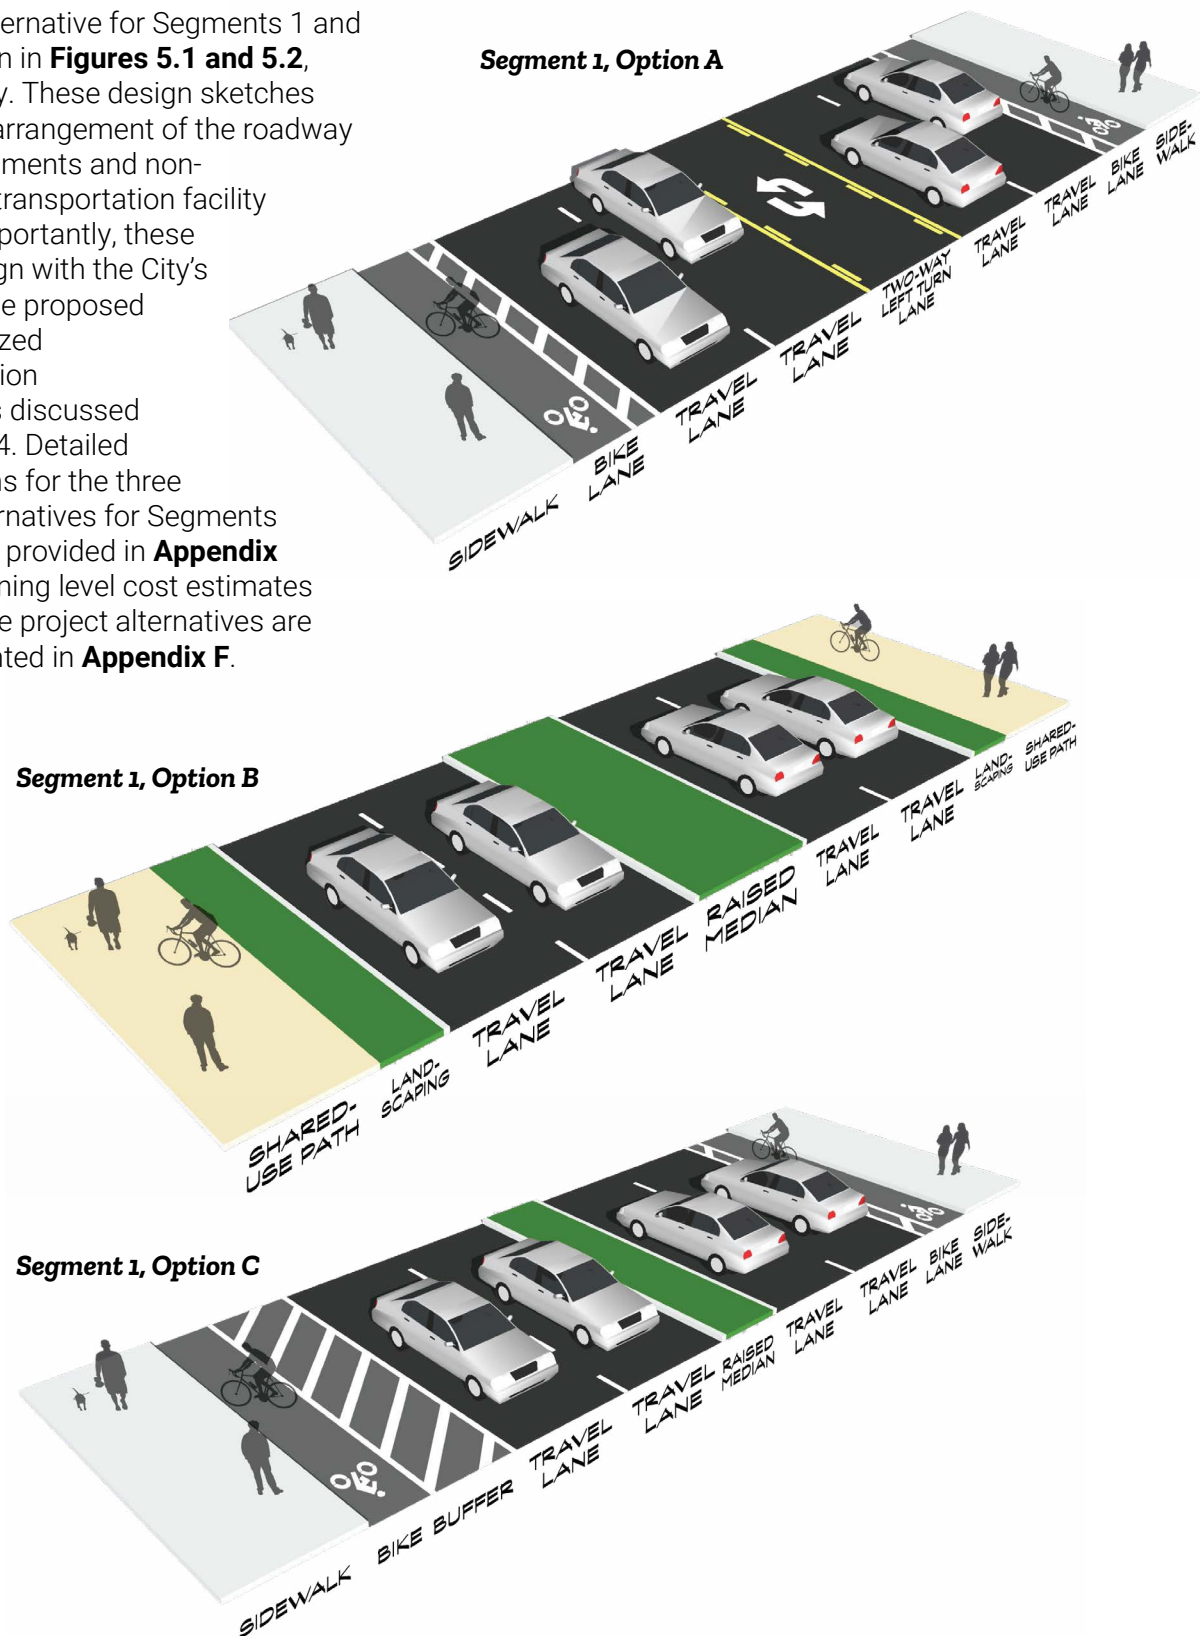 ernative for Segments 1 and
n in Figures 5.1 and 5.2,
y. These design sketches
arrangement of the roadway
ments and non-
transportation facility
portantly, these
gn with the City's
e proposed
zed
ion
s discussed
4. Detailed
ns for the three
rnatives for Segments
provided in Appendix
ning level cost estimates
e project alternatives are
nted in Appendix F.
Segment 1, Option A
SIDEWALK
BIKE
LANE
TRAVEL
LANE
TRAVEL
LANE
TWO-WAY
LEFT TURN
LANE
TRAVEL
LANE
TRAVEL
LANE
BIKE
LANE
SIDE-
WALK
Segment 1, Option B
SHARED-
USE PATH
LAND-
SCAPING
TRAVEL
LANE
TRAVEL
LANE
RAISED
MEDIAN
TRAVEL
LANE
TRAVEL
LANE
LAND-
SCAPING
SHARED-
USE PATH
Segment 1, Option C
SIDEWALK
BIKE BUFFER
TRAVEL
LANE
TRAVEL
LANE
RAISED
MEDIAN
TRAVEL
LANE
TRAVEL
LANE
BIKE
LANE
SIDE-
WALK